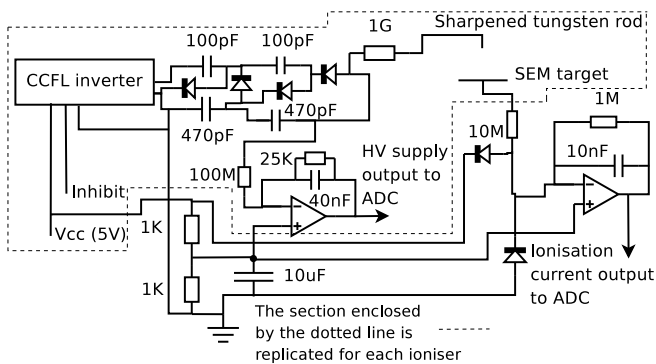 1G
Sharpened tungsten rod
100pF
100pF
CCFL inverter
SEM target
1M
470pF
470pF
10M
100M
25K
HV supply
output to
ADC
10nF
Inhibit
40nF
Vcc (5V)
1K
10uF
Ionisation
current output
to ADC
1K
The section enclosed
by the dotted line is
replicated for each ioniser